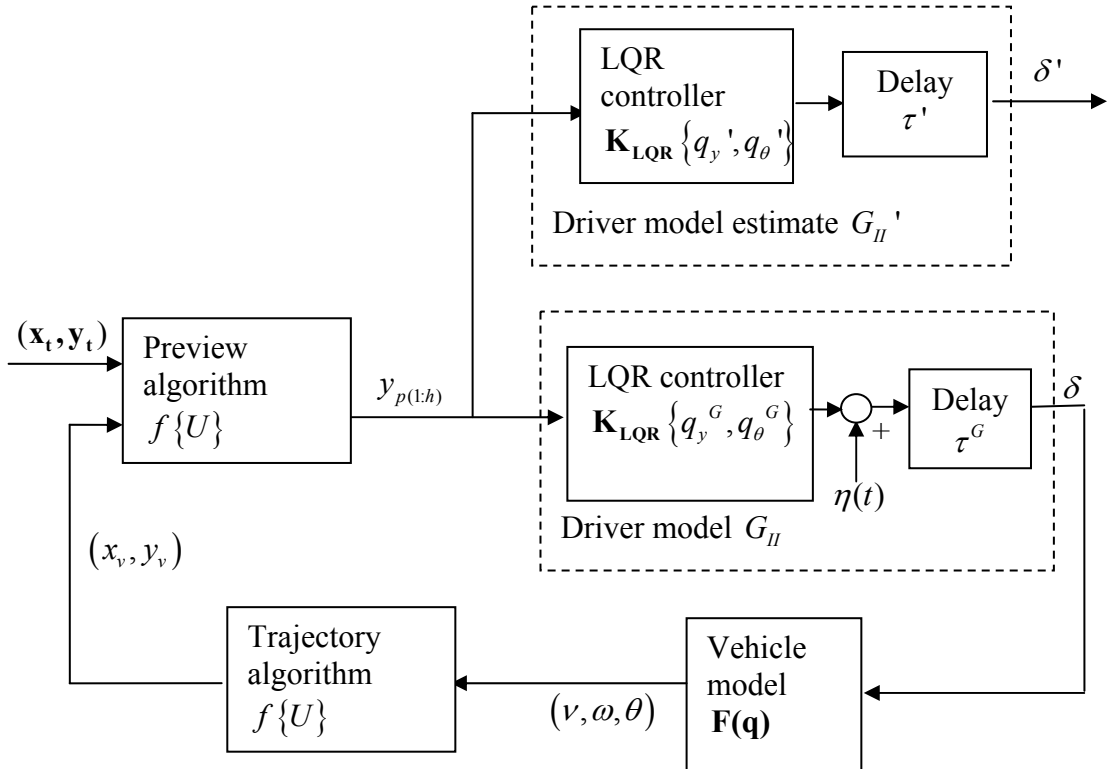 LQR
controller
K_LQR {q_y', q_θ'}
Delay
τ'
δ'
Driver model estimate G_II'
(x_t, y_t)
Preview
algorithm
f{U}
y_p(1:h)
LQR controller
K_LQR {q_y^G, q_θ^G}
+
η(t)
Delay
τ^G
δ
Driver model G_II
(x_v, y_v)
Trajectory
algorithm
f{U}
(ν, ω, θ)
Vehicle
model
F(q)